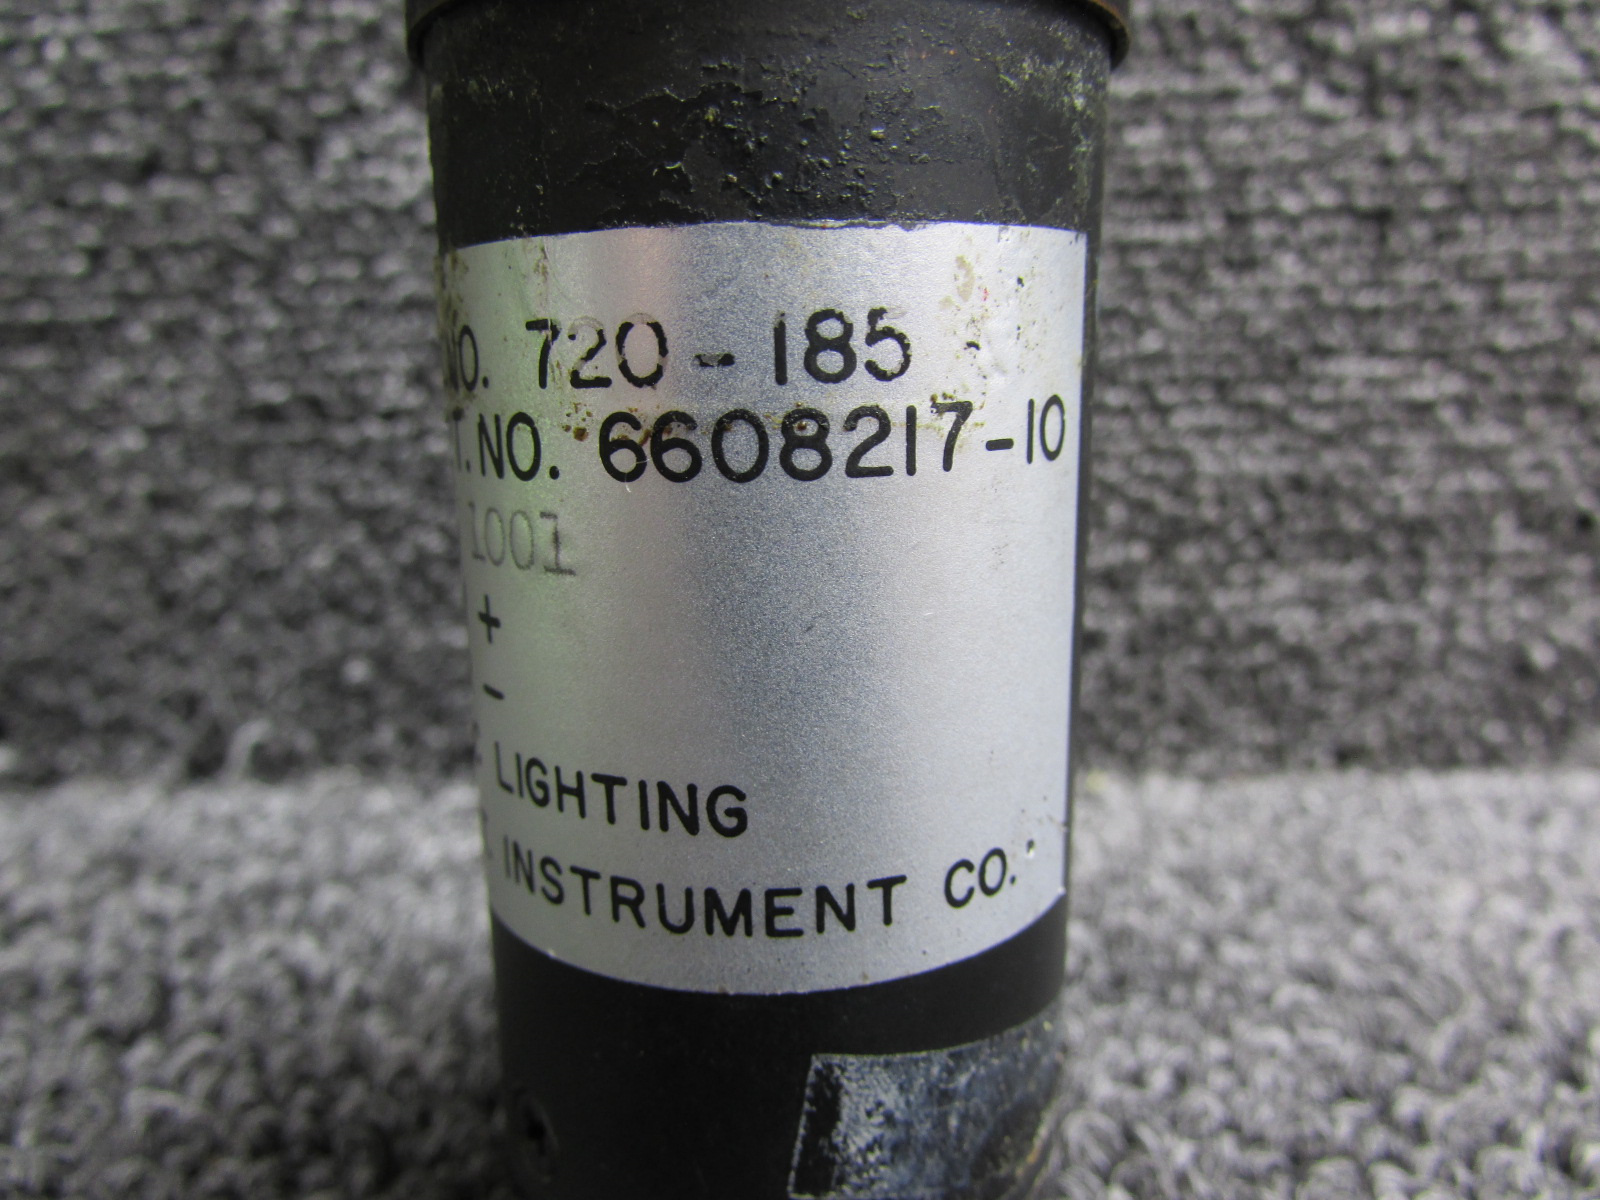 NO. 720-185
T. NO. 6608217-10
1001
+
-
LIGHTING
INSTRUMENT CO.